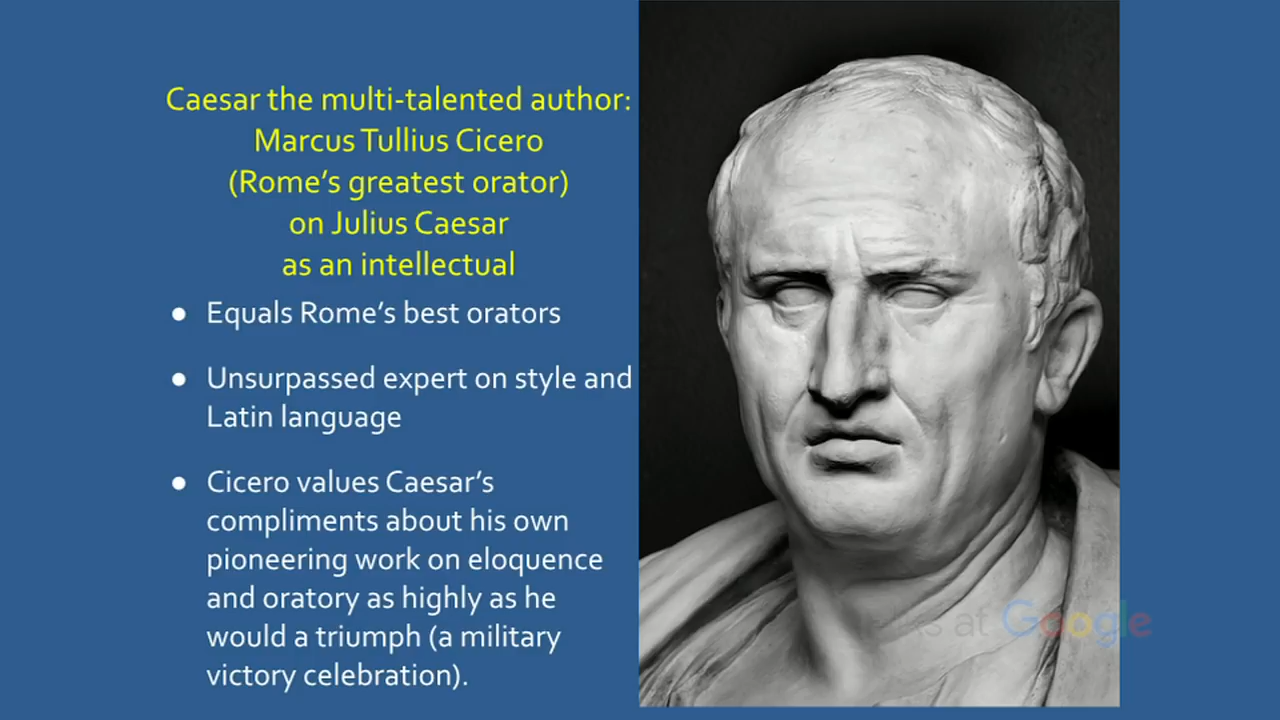 Caesar the multi-talented author:
Marcus Tullius Cicero
(Rome's greatest orator)
on Julius Caesar
as an intellectual
● Equals Rome's best orators
● Unsurpassed expert on style and
Latin language
● Cicero values Caesar's
compliments about his own
pioneering work on eloquence
and oratory as highly as he
would a triumph (a military
victory celebration).
at Google